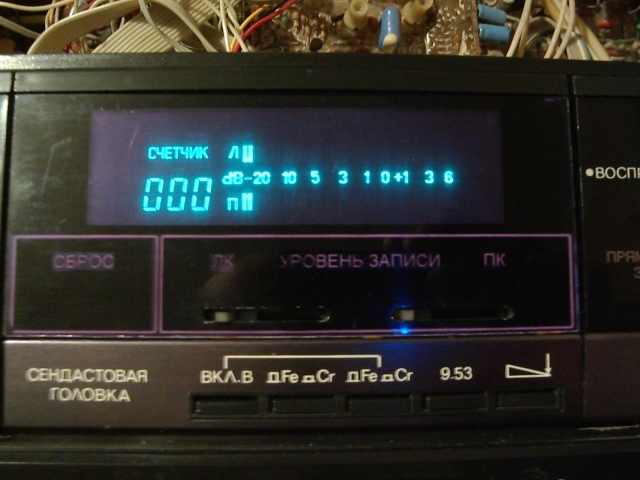 СЧЕТЧИК Л
dB-20 10 5 3 1 0 +1 3 6
000 П
•ВОСПР
СБРОС
ЛК УРОВЕНЬ ЗАПИСИ ПК
ПРЯМ
З
СЕНДАСТОВАЯ
ГОЛОВКА
ВКЛ.В Fe Cr Fe Cr 9.53